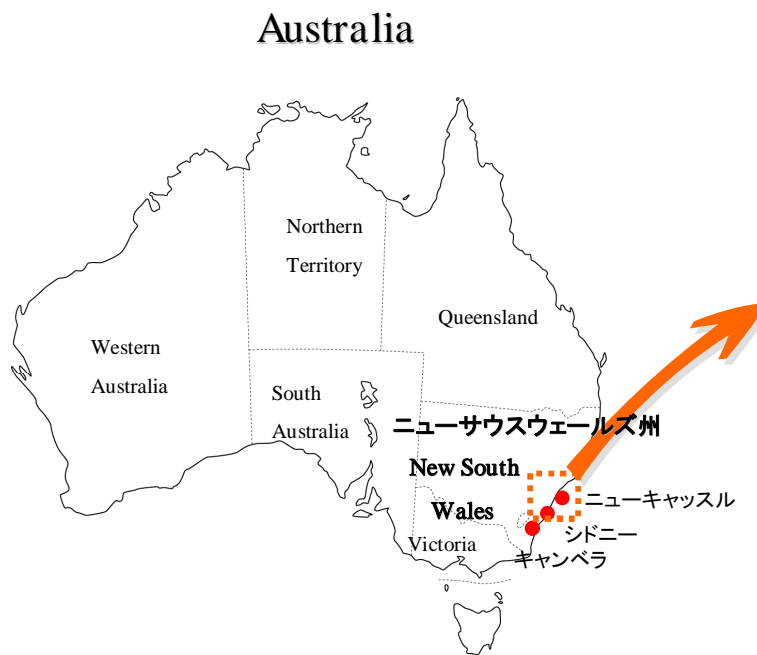 Australia
Northern
Territory
Queensland
Western
Australia
South
Australia
ニューサウスウェールズ州
New South
Wales
ニューキャッスル
シドニー
Victoria
キャンベラ